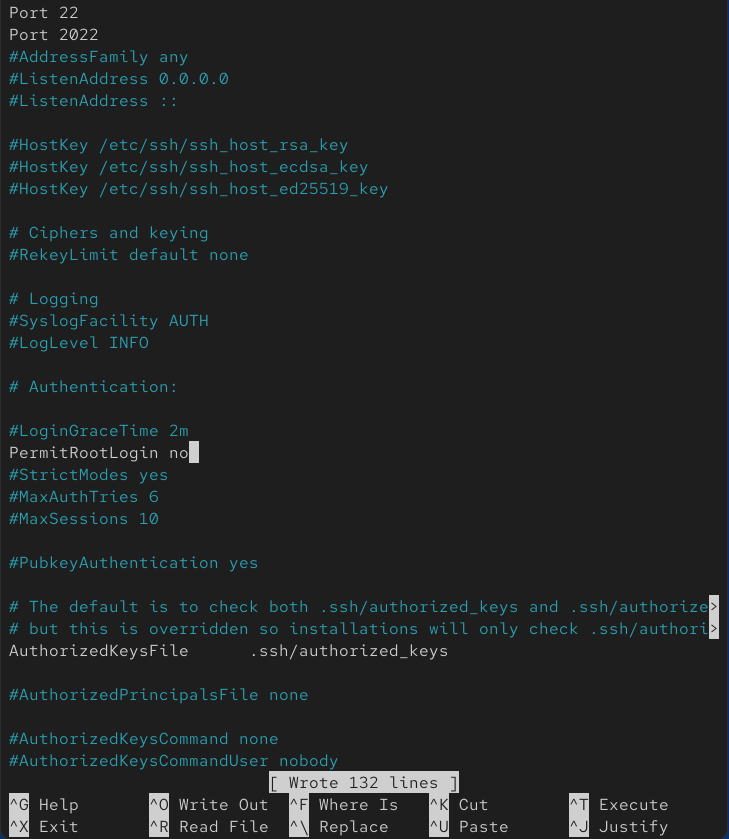 Port 22
Port 2022
#AddressFamily any
#ListenAddress 0.0.0.0
#ListenAddress ::
#HostKey /etc/ssh/ssh_host_rsa_key
#HostKey /etc/ssh/ssh_host_ecdsa_key
#HostKey /etc/ssh/ssh_host_ed25519_key
# Ciphers and keying
#RekeyLimit default none
# Logging
#SyslogFacility AUTH
#LogLevel INFO
# Authentication:
#LoginGraceTime 2m
PermitRootLogin no
#StrictModes yes
#MaxAuthTries 6
#MaxSessions 10
#PubkeyAuthentication yes
# The default is to check both .ssh/authorized_keys and .ssh/authorize>
# but this is overridden so installations will only check .ssh/authori>
AuthorizedKeysFile      .ssh/authorized_keys
#AuthorizedPrincipalsFile none
#AuthorizedKeysCommand none
#AuthorizedKeysCommandUser nobody
[ Wrote 132 lines ]
^G Help ^O Write Out ^F Where Is ^K Cut ^T Execute
^X Exit ^R Read File ^\ Replace ^U Paste ^J Justify